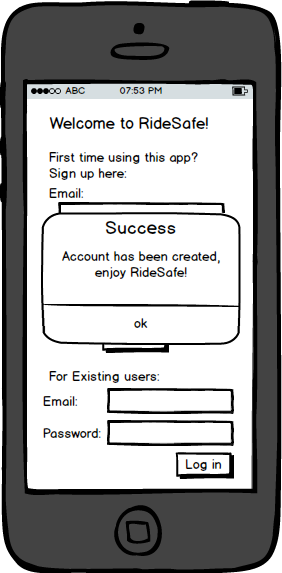 ABC 07:53 PM
Welcome to RideSafe!
First time using this app?
Sign up here:
Email:
Success
Account has been created,
enjoy RideSafe!
ok
For Existing users:
Email:
Password:
Log in